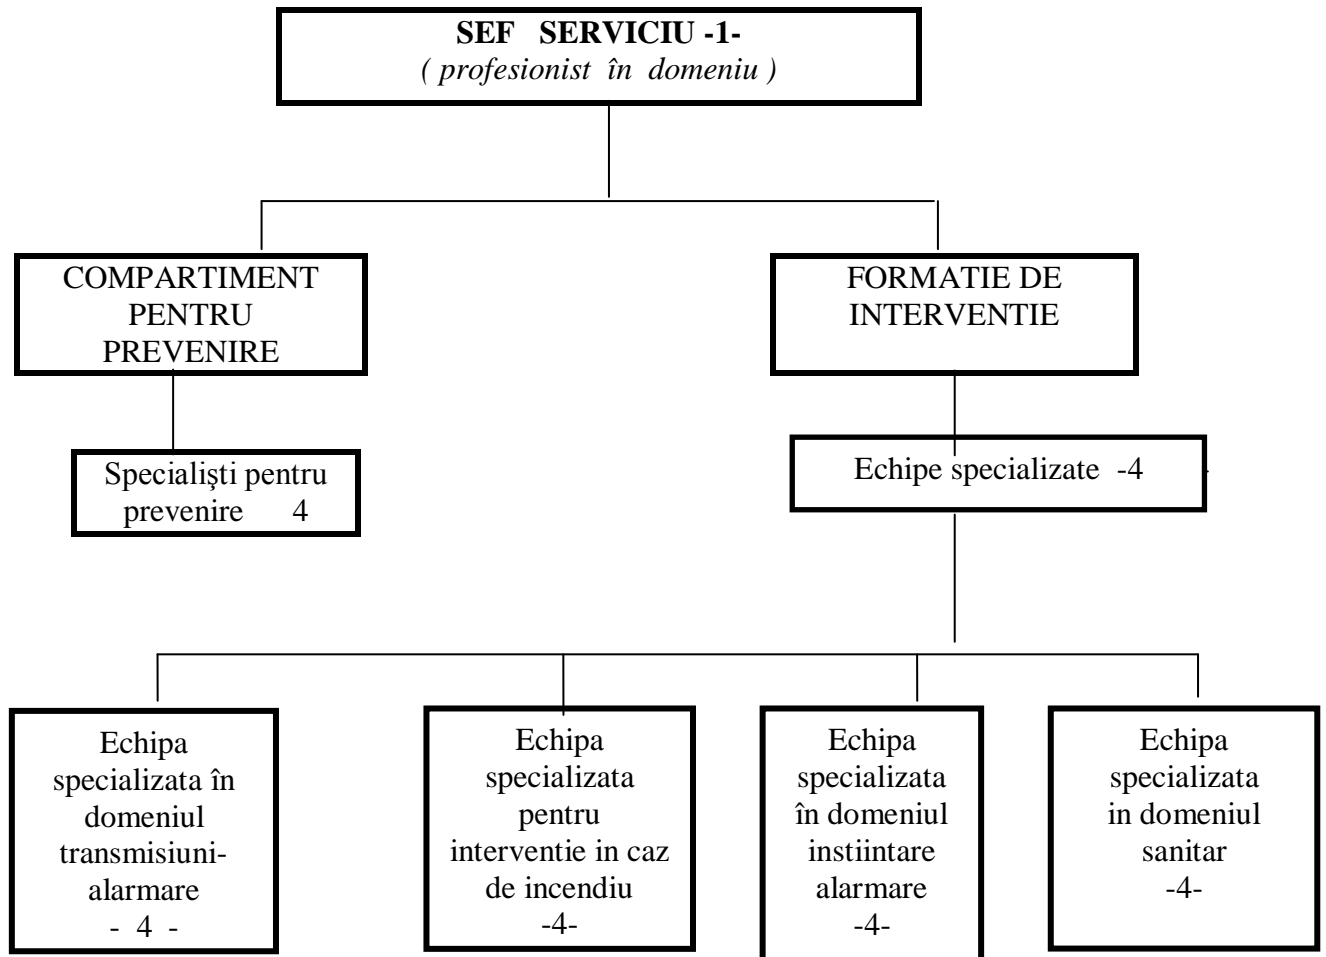 SEF SERVICIU -1-
( profesionist în domeniu )
COMPARTIMENT
PENTRU
PREVENIRE
FORMATIE DE
INTERVENTIE
Specialişti pentru
prevenire 4
Echipe specializate -4 -
Echipa
specializata în
domeniul
transmisiuni-
alarmare
- 4 -
Echipa
specializata
pentru
interventie in caz
de incendiu
-4-
Echipa
specializata
în domeniul
instiintare
alarmare
-4-
Echipa
specializata
in domeniul
sanitar
-4-